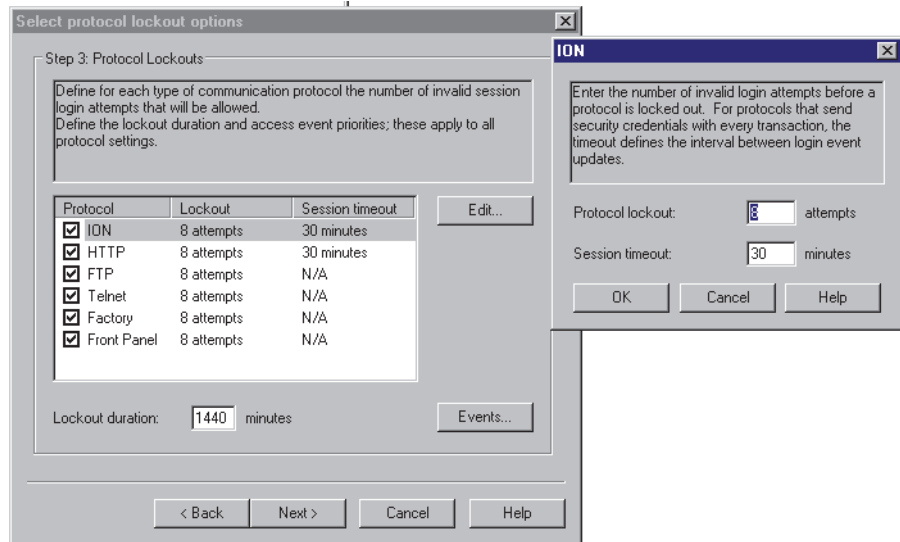 Select protocol lockout options
Step 3: Protocol Lockouts
Define for each type of communication protocol the number of invalid session
login attempts that will be allowed.
Define the lockout duration and access event priorities; these apply to all
protocol settings.
Protocol Lockout Session timeout
ION 8 attempts 30 minutes
HTTP 8 attempts 30 minutes
FTP 8 attempts N/A
Telnet 8 attempts N/A
Factory 8 attempts N/A
Front Panel 8 attempts N/A
Edit...
Lockout duration: 1440 minutes
Events...
< Back Next > Cancel Help
ION
Enter the number of invalid login attempts before a
protocol is locked out. For protocols that send
security credentials with every transaction, the
timeout defines the interval between login event
updates.
Protocol lockout: 8 attempts
Session timeout: 30 minutes
OK Cancel Help